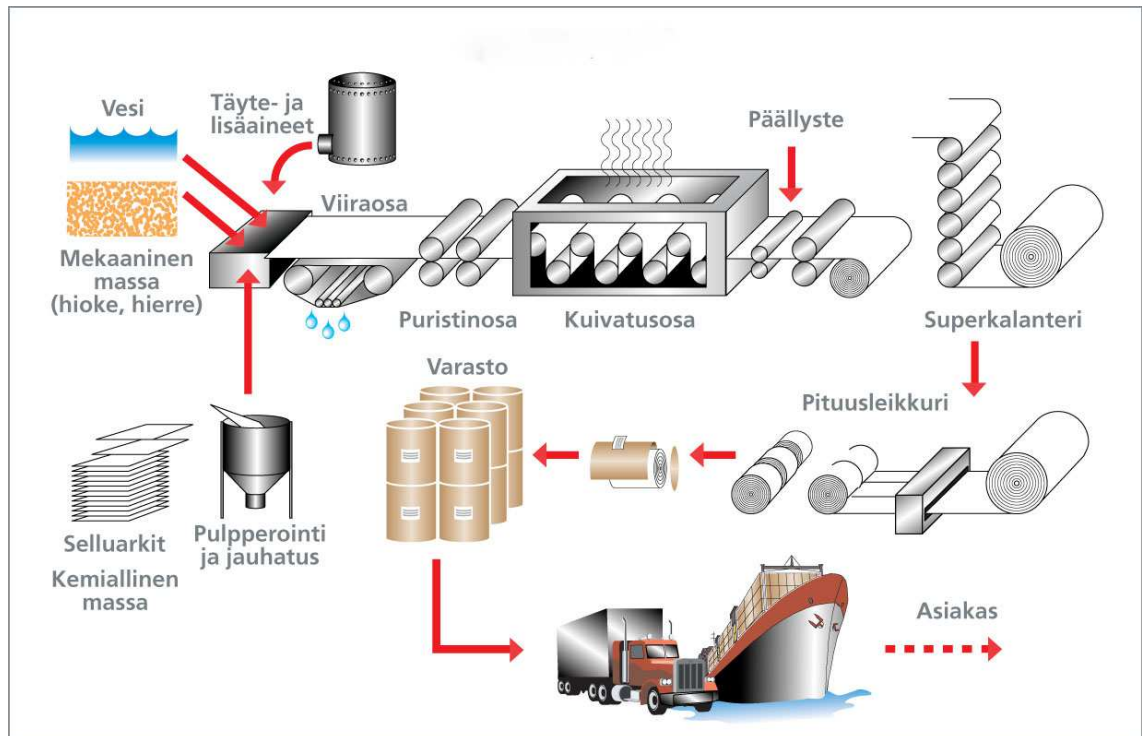 Vesi
Täyte- ja
lisäaineet
Päällyste
Viiraosa
Mekaaninen
massa
(hioke, hierre)
Puristinosa
Kuivatusosa
Superkalanteri
Varasto
Pituusleikkuri
Selluarkit
Kemiallinen
massa
Pulpperointi
ja jauhatus
Asiakas